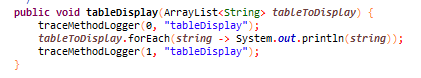 public void tableDisplay(ArrayList<String> tableToDisplay) {
traceMethodLogger(0, "tableDisplay");
tableToDisplay.forEach(string -> System.out.println(string));
traceMethodLogger(1, "tableDisplay");
}